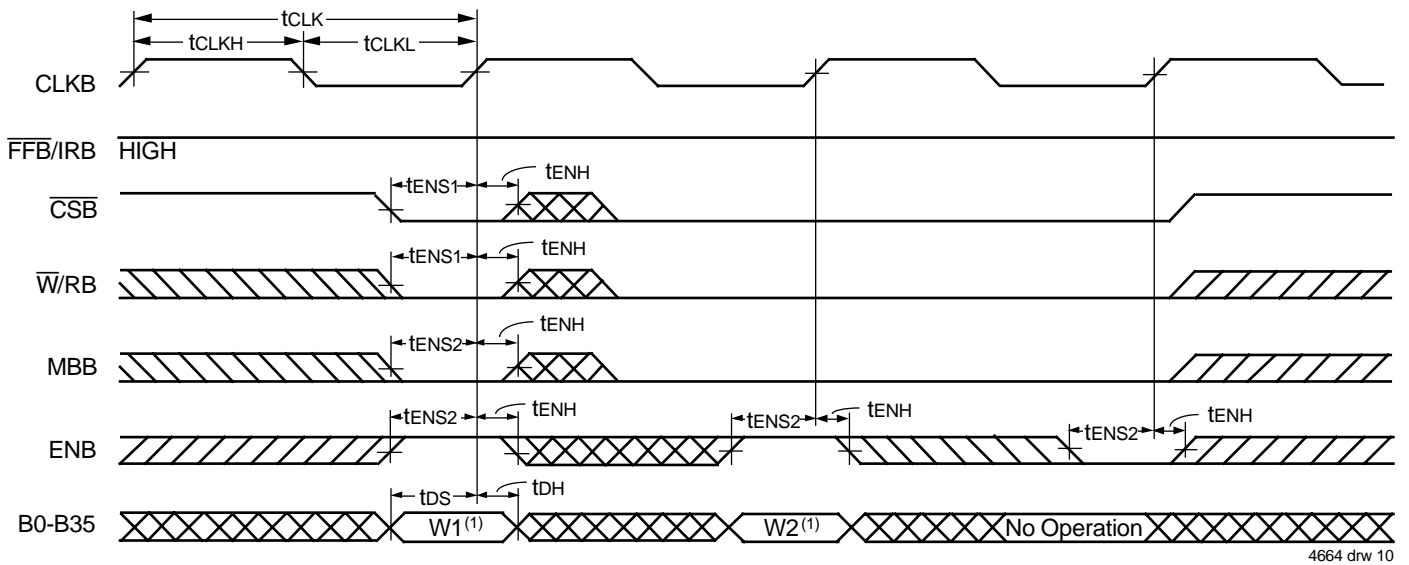 tCLK
tCLKH tCLKL
CLKB
FFB/IRB HIGH
tENS1 tENH
CSB
tENS1 tENH
W/RB
tENS2 tENH
MBB
tENS2 tENH tENS2 tENH tENS2 tENH
ENB
tDS tDH
B0-B35 W1(1) W2(1) No Operation
4664 drw 10